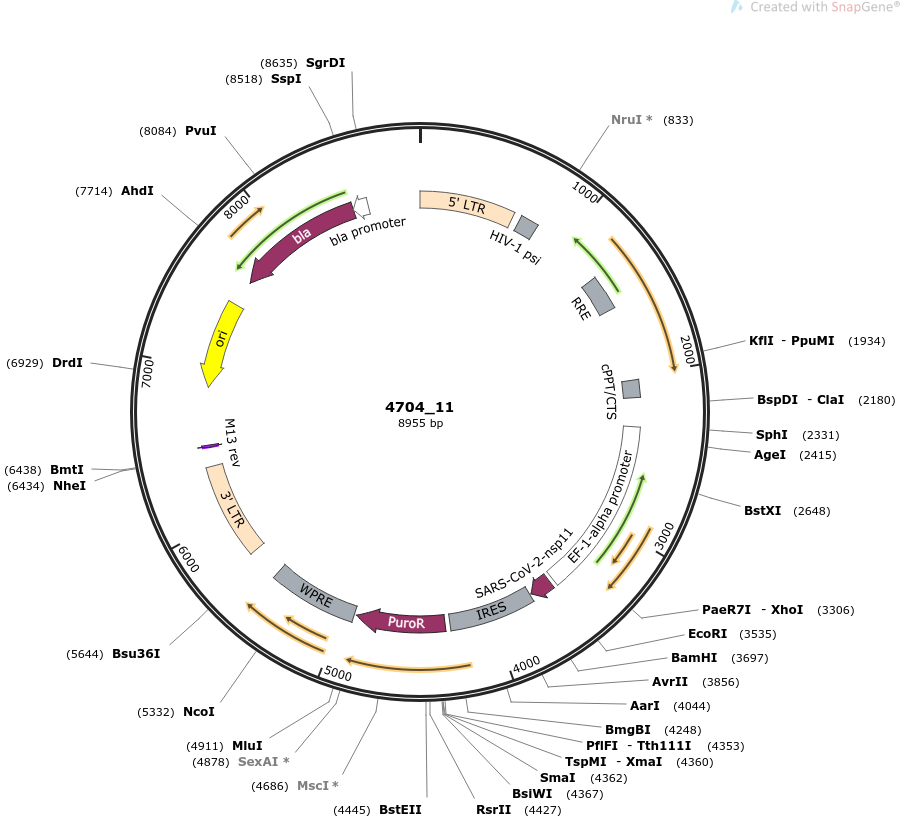 Created with SnapGene®
(8635) SgrDI
(8518) SspI
(8084) PvuI
(7714) AhdI
(6929) DrdI
(6438) BmtI
(6434) NheI
(5644) Bsu36I
(5332) NcoI
(4911) MluI
(4878) SexAI *
(4686) MscI *
(4445) BstEII
NruI * (833)
KflI - PpuMI (1934)
BspDI - ClaI (2180)
SphI (2331)
AgeI (2415)
BstXI (2648)
PaeR7I - XhoI (3306)
EcoRI (3535)
BamHI (3697)
AvrII (3856)
AarI (4044)
BmgBI (4248)
PflFI - Tth111I (4353)
TspMI - XmaI (4360)
SmaI (4362)
BsiWI (4367)
RsrII (4427)
1000
2000
3000
4000
5000
6000
7000
8000
5' LTR
HIV-1 psi
RRE
cPPT/CTS
EF-1-alpha promoter
SARS-CoV-2-nsp11
IRES
PuroR
WPRE
3' LTR
M13 rev
ori
bla
bla promoter
4704_11
8955 bp